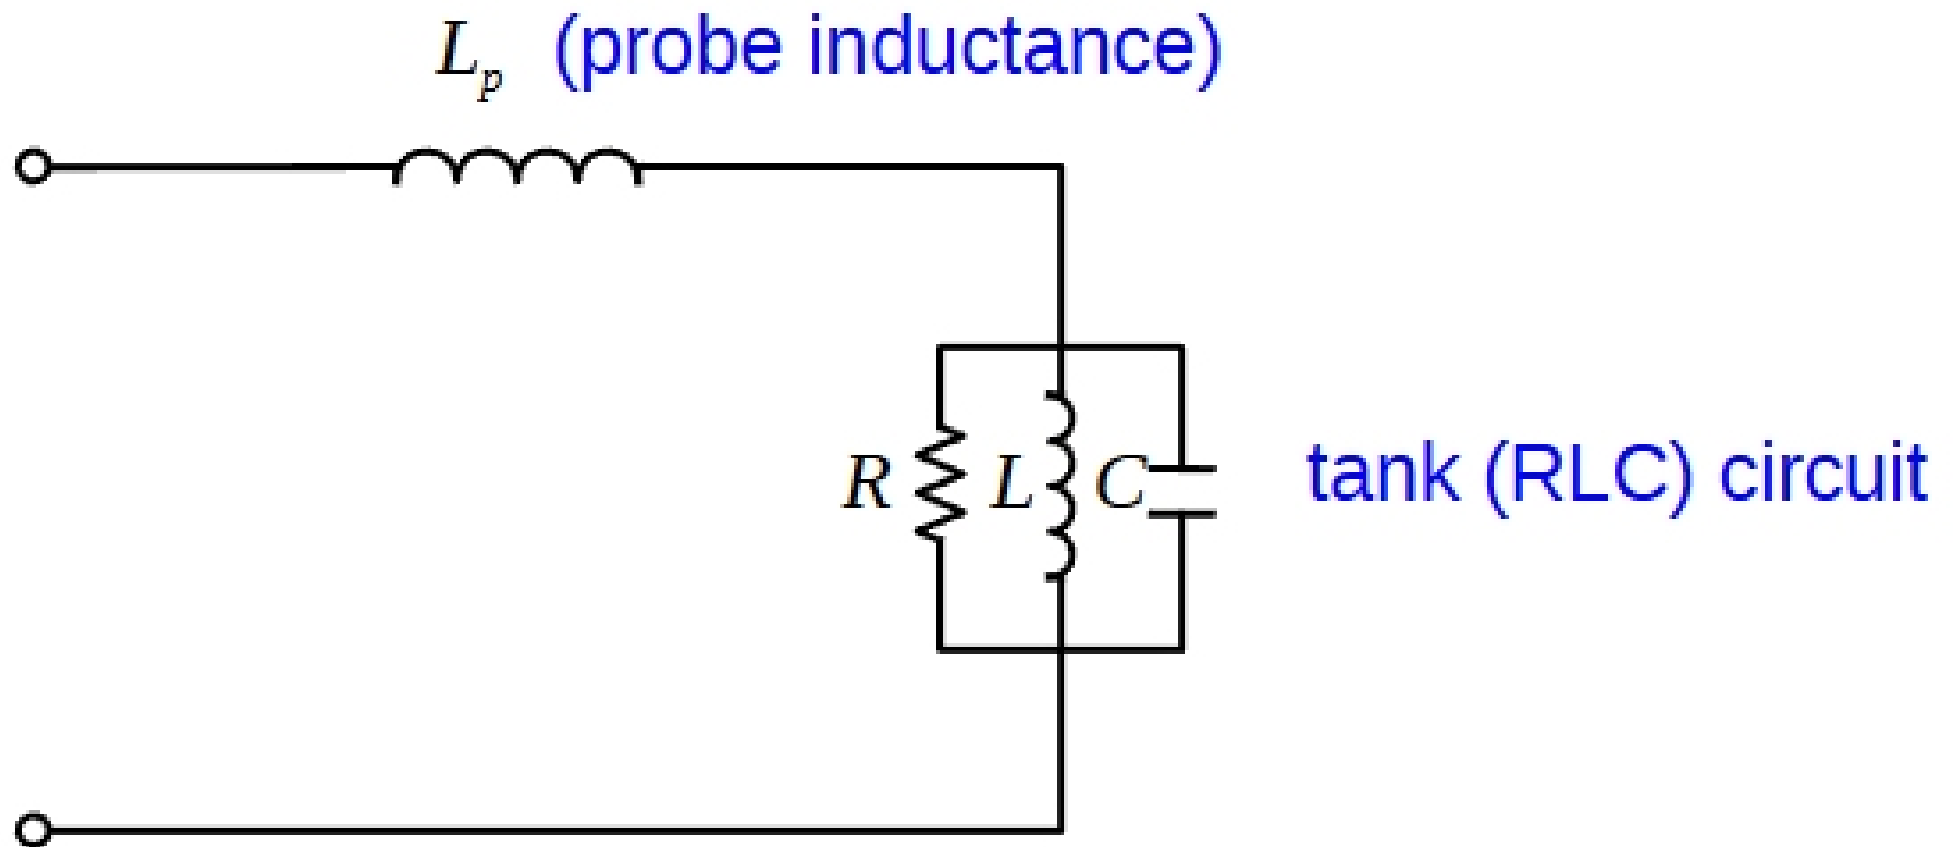 Lp (probe inductance)
R L C tank (RLC) circuit